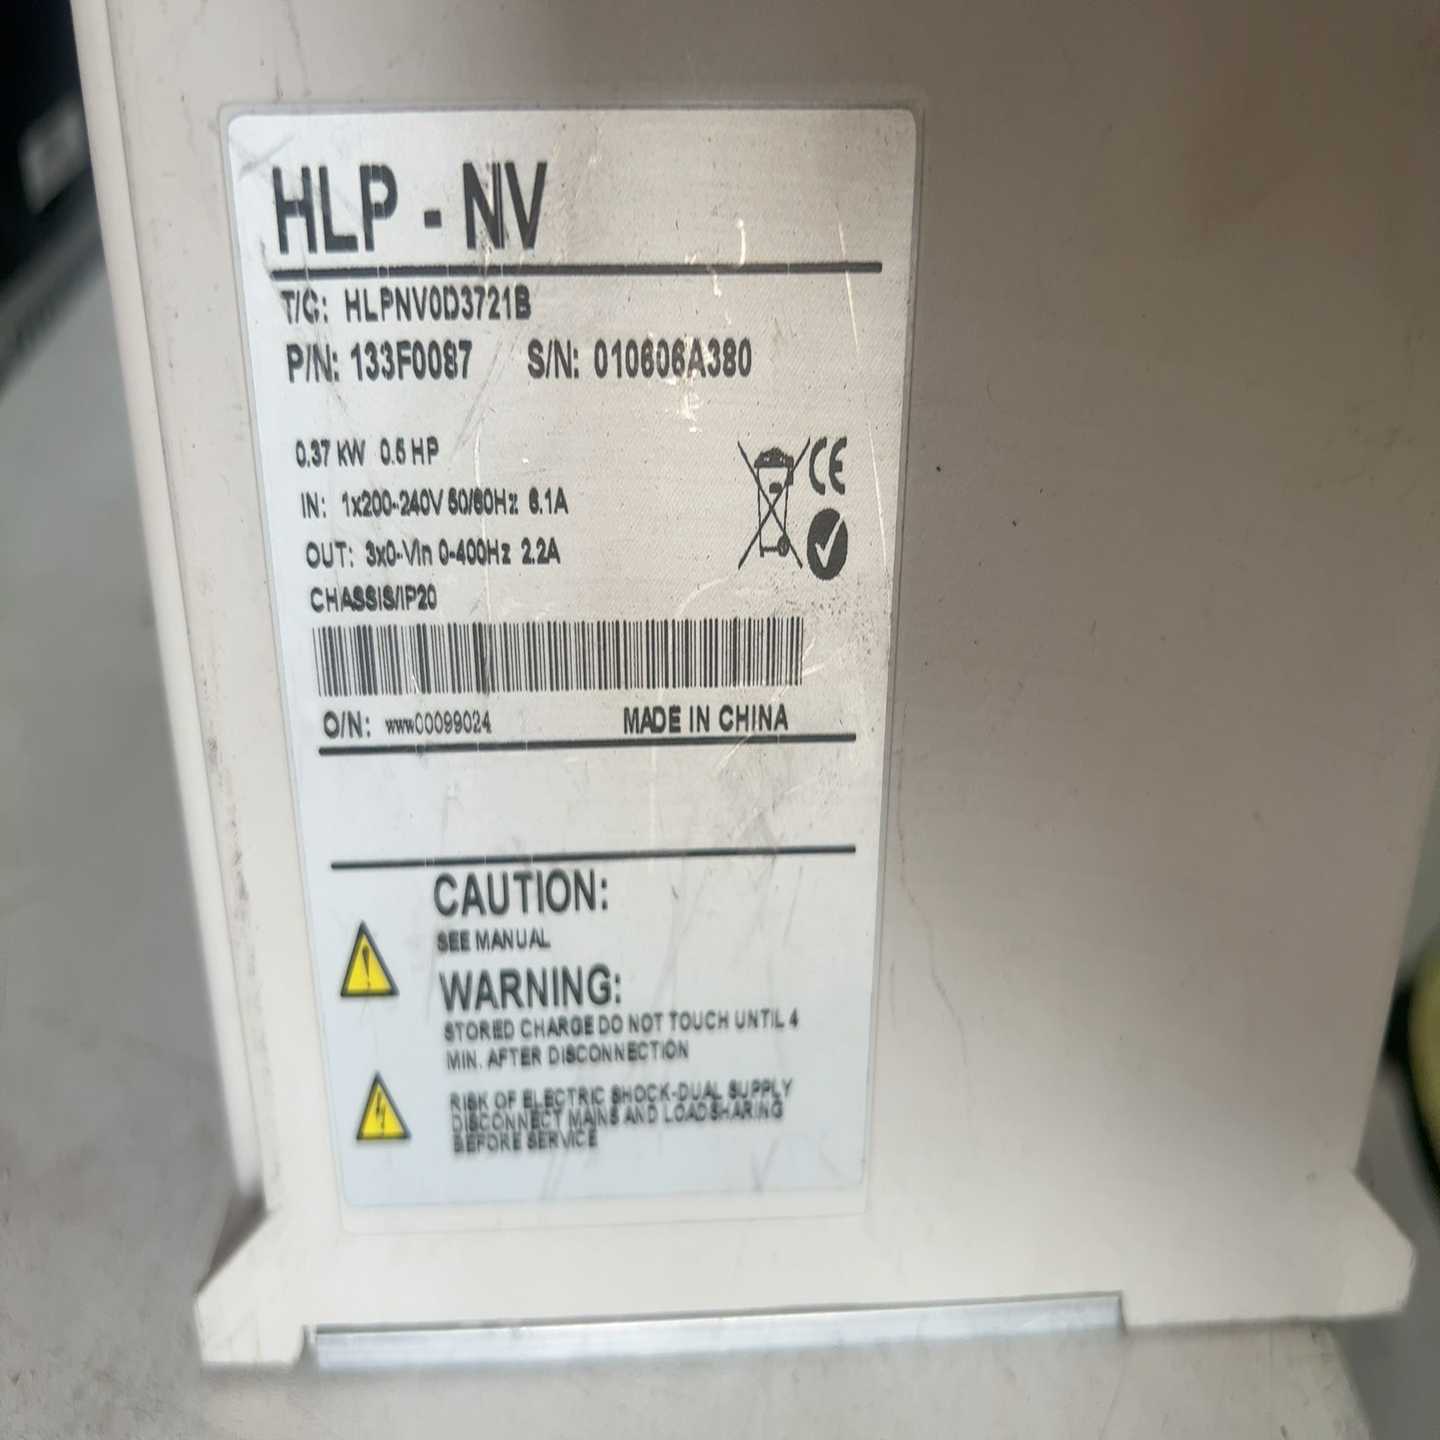 HLP - NV
T/C: HLPNV0D3721B
P/N: 133F0087 S/N: 010606A380
0.37 KW 0.5 HP
IN: 1x200-240V 50/60Hz 6.1A
OUT: 3x0-Vin 0-400Hz 2.2A
CHASSIS/IP20
CE
O/N: www00099024 MADE IN CHINA
CAUTION:
SEE MANUAL
WARNING:
STORED CHARGE DO NOT TOUCH UNTIL 4
MIN. AFTER DISCONNECTION
RISK OF ELECTRIC SHOCK-DUAL SUPPLY
DISCONNECT MAINS AND LOADSHARING
BEFORE SERVICE